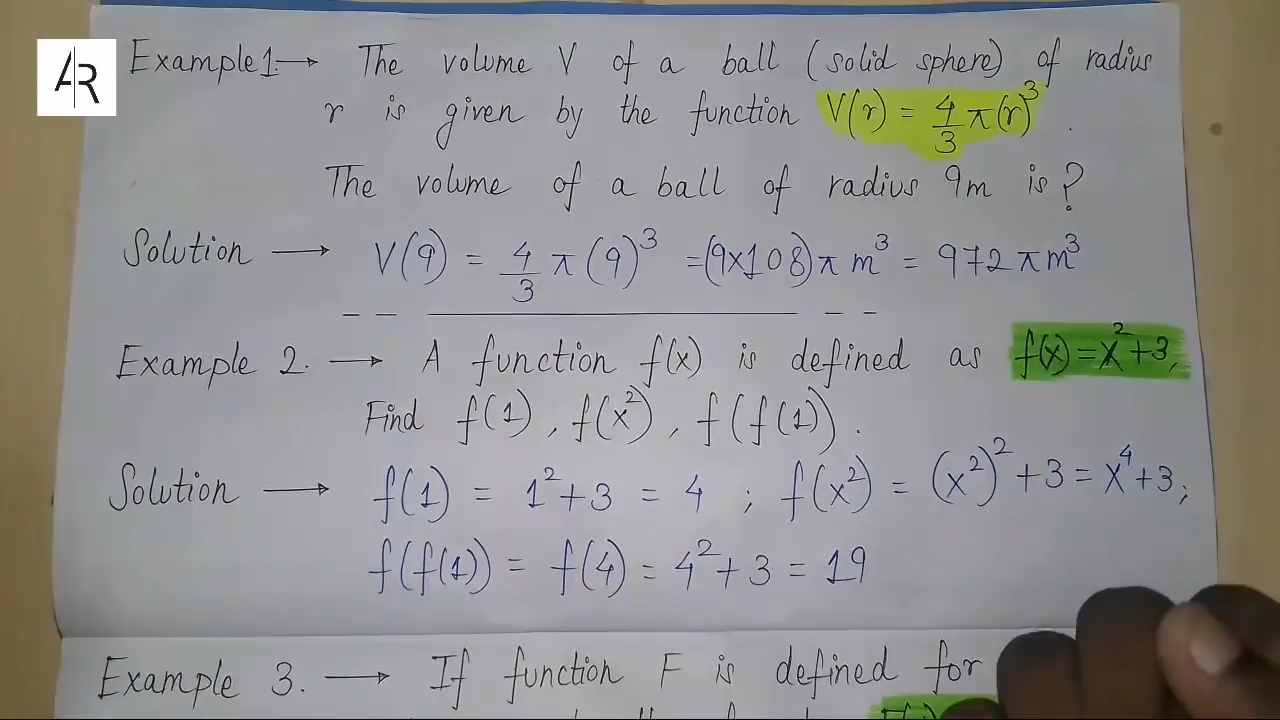 AR
Example 1:→ The volume V of a ball (solid sphere) of radius
r is given by the function V(r) = 4/3 π(r)³.
The volume of a ball of radius 9m is?
Solution → V(9) = 4/3 π(9)³ = (9×108)π m³ = 972 π m³
Example 2. → A function f(x) is defined as f(x) = x²+3,
Find f(1), f(x²), f(f(1)).
Solution → f(1) = 1²+3 = 4 ; f(x²) = (x²)²+3 = x⁴+3;
f(f(1)) = f(4) = 4²+3 = 19
Example 3. → If function F is defined for